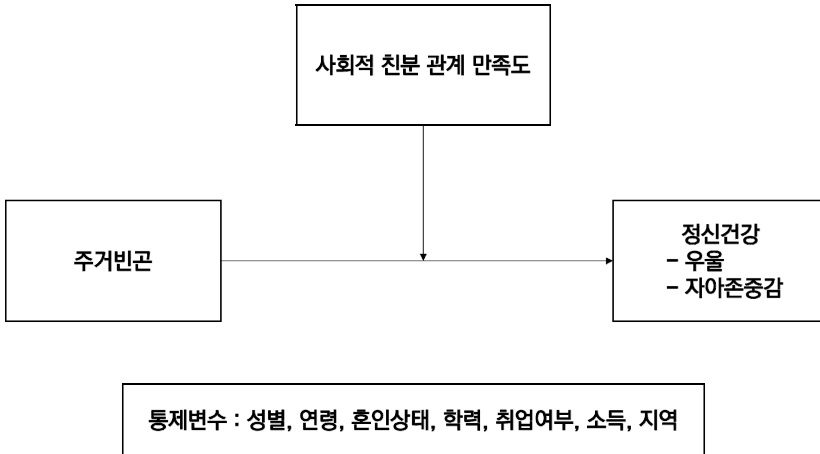 사회적 친분 관계 만족도
주거빈곤
정신건강
- 우울
- 자아존중감
통제변수 : 성별, 연령, 혼인상태, 학력, 취업여부, 소득, 지역